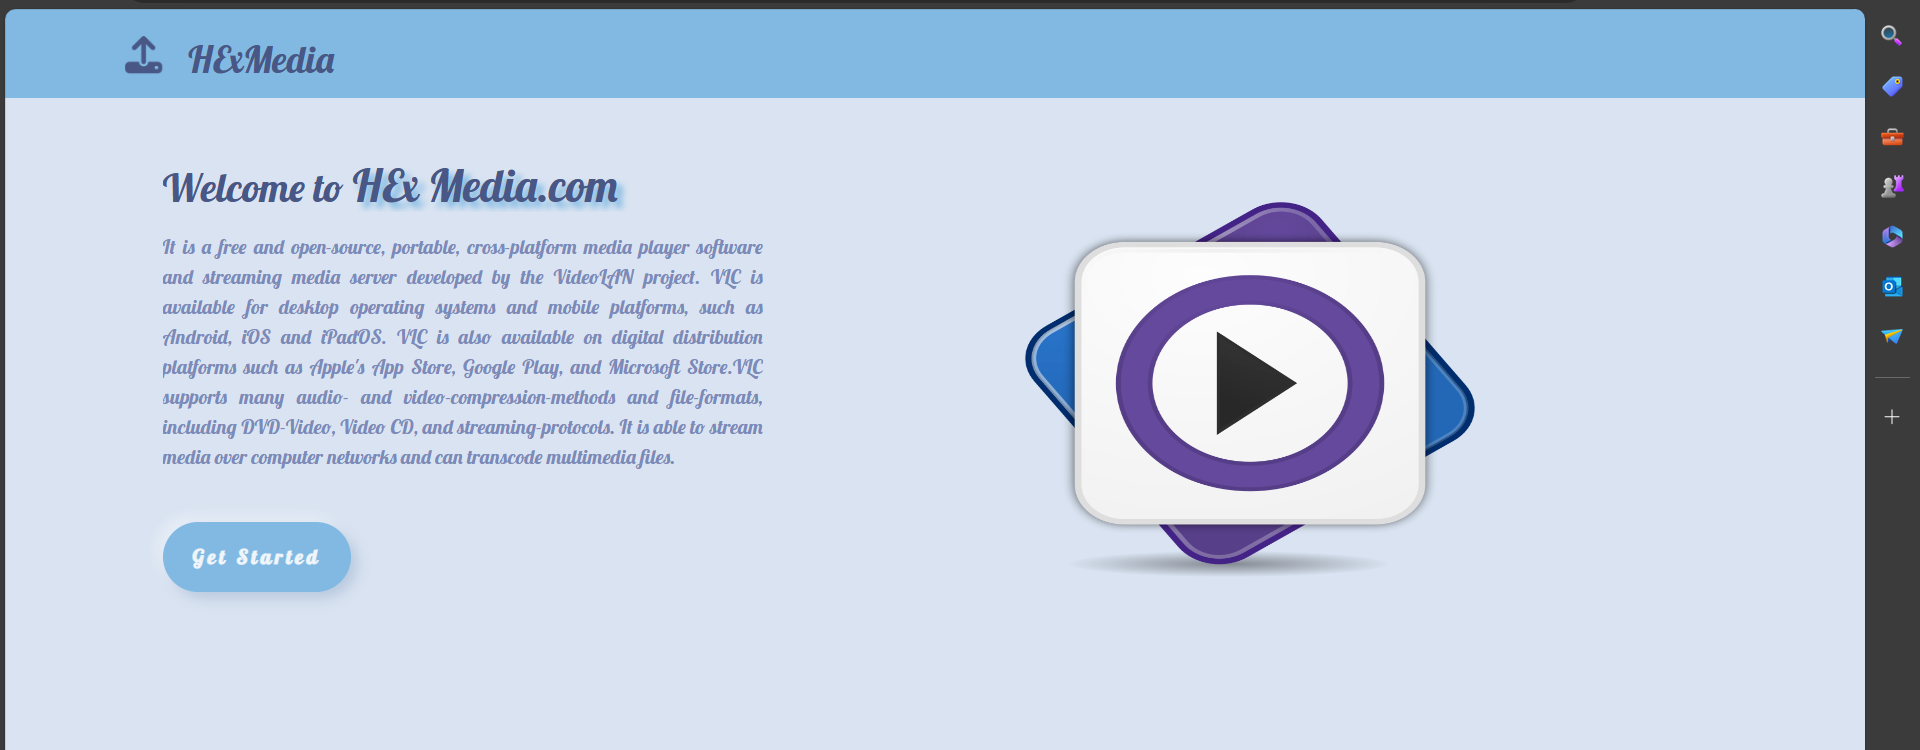 HExMedia
Welcome to HEx Media.com
It is a free and open-source, portable, cross-platform media player software
and streaming media server developed by the VideoLAN project. VLC is
available for desktop operating systems and mobile platforms, such as
Android, iOS and iPadOS. VLC is also available on digital distribution
platforms such as Apple's App Store, Google Play, and Microsoft Store.VLC
supports many audio- and video-compression-methods and file-formats,
including DVD-Video, Video CD, and streaming-protocols. It is able to stream
media over computer networks and can transcode multimedia files.
Get Started